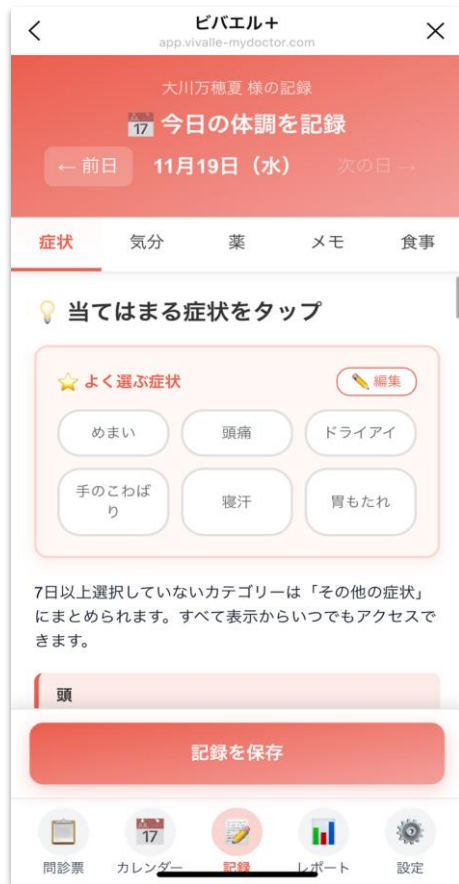 ビバエル＋
app.vivalle-mydoctor.com
大川万穂夏 様の記録
17 今日の体調を記録
← 前日 11月19日（水） 次の日 →
症状 気分 薬 メモ 食事
当てはまる症状をタップ
よく選ぶ症状 編集
めまい 頭痛 ドライアイ
手のこわば
り 寝汗 胃もたれ
7日以上選択していないカテゴリーは「その他の症状」
にまとめられます。すべて表示からいつでもアクセスで
きます。
頭
記録を保存
17
問診票 カレンダー 記録 レポート 設定